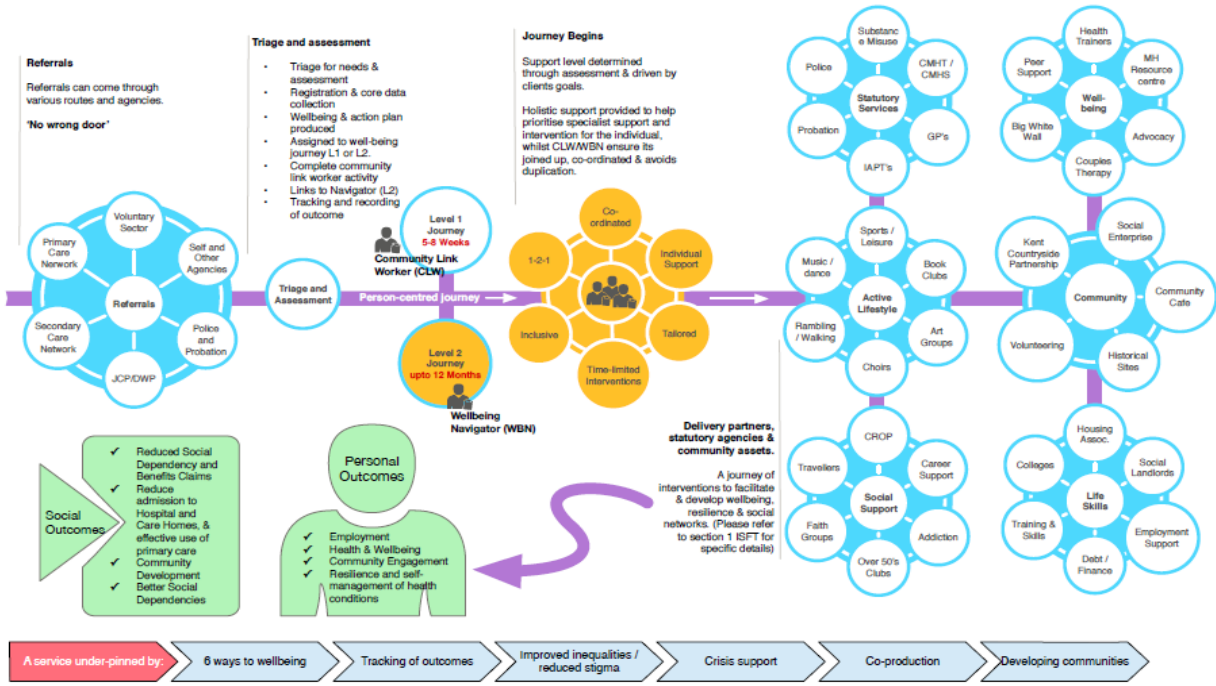 Referrals
Referrals can come through
various routes and agencies.
'No wrong door'
Triage and assessment
• Triage for needs &
assessment
• Registration & core data
collection
• Wellbeing & action plan
produced
• Assigned to well-being
journey L1 or L2.
• Complete community
link worker activity
• Links to Navigator (L2)
• Tracking and recording
of outcome
Journey Begins
Support level determined
through assessment & driven by
clients goals.
Holistic support provided to help
prioritise specialist support and
intervention for the individual,
whilst CLW/WBN ensure its
joined up, co-ordinated & avoids
duplication.
Voluntary
Sector
Primary
Care
Network
Self and
Other
Agencies
Referrals
Secondary
Care
Network
Police
and
Probation
JCP/DWP
Triage and
Assessment
Level 1
Journey
5-8 Weeks
Community Link
Worker (CLW)
Person-centred journey
Level 2
Journey
upto 12 Months
Wellbeing
Navigator (WBN)
Co-
ordinated
1-2-1
Individual
Support
Inclusive
Tailored
Time-limited
Interventions
Substanc
e Misuse
Police
CMHT /
CMHS
Statutory
Services
Probation
GP's
IAPT's
Health
Trainers
Peer
Support
MH
Resource
centre
Well-
being
Big White
Wall
Advocacy
Couples
Therapy
Sports /
Leisure
Music /
dance
Book
Clubs
Active
Lifestyle
Rambling
/ Walking
Art
Groups
Choirs
Social
Enterprise
Kent
Countryside
Partnership
Community
Community
Cafe
Volunteering
Historical
Sites
CROP
Travellers
Career
Support
Social
Support
Faith
Groups
Addiction
Over 50's
Clubs
Housing
Assoc.
Colleges
Social
Landlords
Life
Skills
Training &
Skills
Employment
Support
Debt /
Finance
Delivery partners,
statutory agencies &
community assets.
A journey of
interventions to facilitate
& develop wellbeing,
resilience & social
networks. (Please refer
to section 1 ISFT for
specific details)
Social
Outcomes
✓ Reduced Social
Dependency and
Benefits Claims
✓ Reduce
admission to
Hospital and
Care Homes, &
effective use of
primary care
✓ Community
Development
✓ Better Social
Dependencies
Personal
Outcomes
✓ Employment
✓ Health & Wellbeing
✓ Community Engagement
✓ Resilience and self-
management of health
conditions
A service under-pinned by:
6 ways to wellbeing
Tracking of outcomes
Improved inequalities /
reduced stigma
Crisis support
Co-production
Developing communities